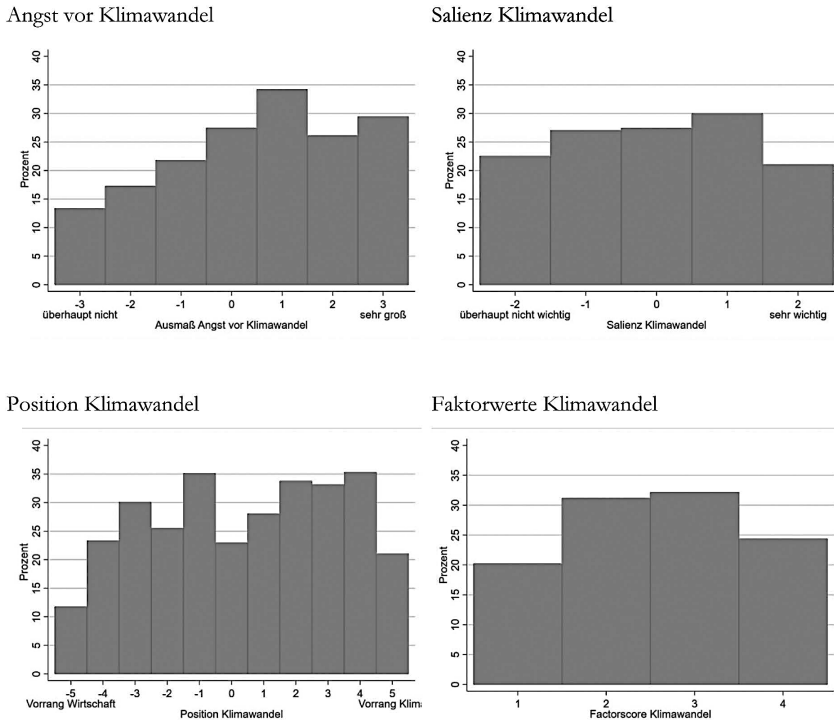 Angst vor Klimawandel
Salienz Klimawandel
40
35
30
25
20
15
10
5
0
Prozent
-3 -2 -1 0 1 2 3
überhaupt nicht sehr groß
Ausmaß Angst vor Klimawandel
40
35
30
25
20
15
10
5
0
Prozent
-2 -1 0 1 2
überhaupt nicht wichtig sehr wichtig
Salienz Klimawandel
Position Klimawandel
Faktorwerte Klimawandel
40
35
30
25
20
15
10
5
0
Prozent
-5 -4 -3 -2 -1 0 1 2 3 4 5
Vorrang Wirtschaft Vorrang Klim
Position Klimawandel
40
35
30
25
20
15
10
5
0
Prozent
1 2 3 4
Factorscore Klimawandel